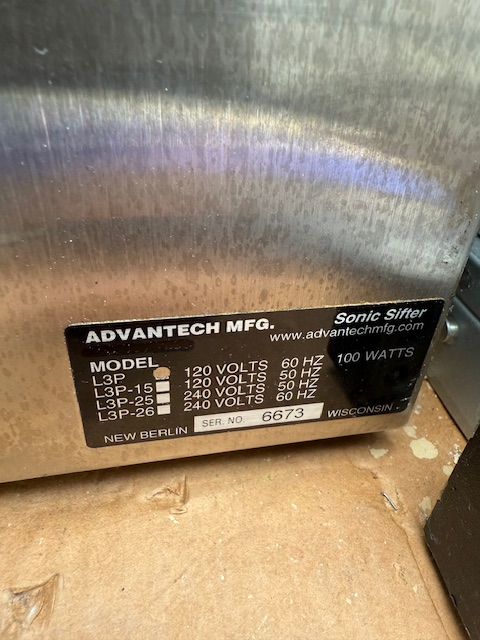 ADVANTECH MFG.
Sonic Sifter
www.advantechmfg.com
MODEL
L3P 120 VOLTS 60 HZ 100 WATTS
L3P-15 120 VOLTS 50 HZ
L3P-25 240 VOLTS 50 HZ
L3P-26 240 VOLTS 60 HZ
SER. NO. 6673
NEW BERLIN WISCONSIN